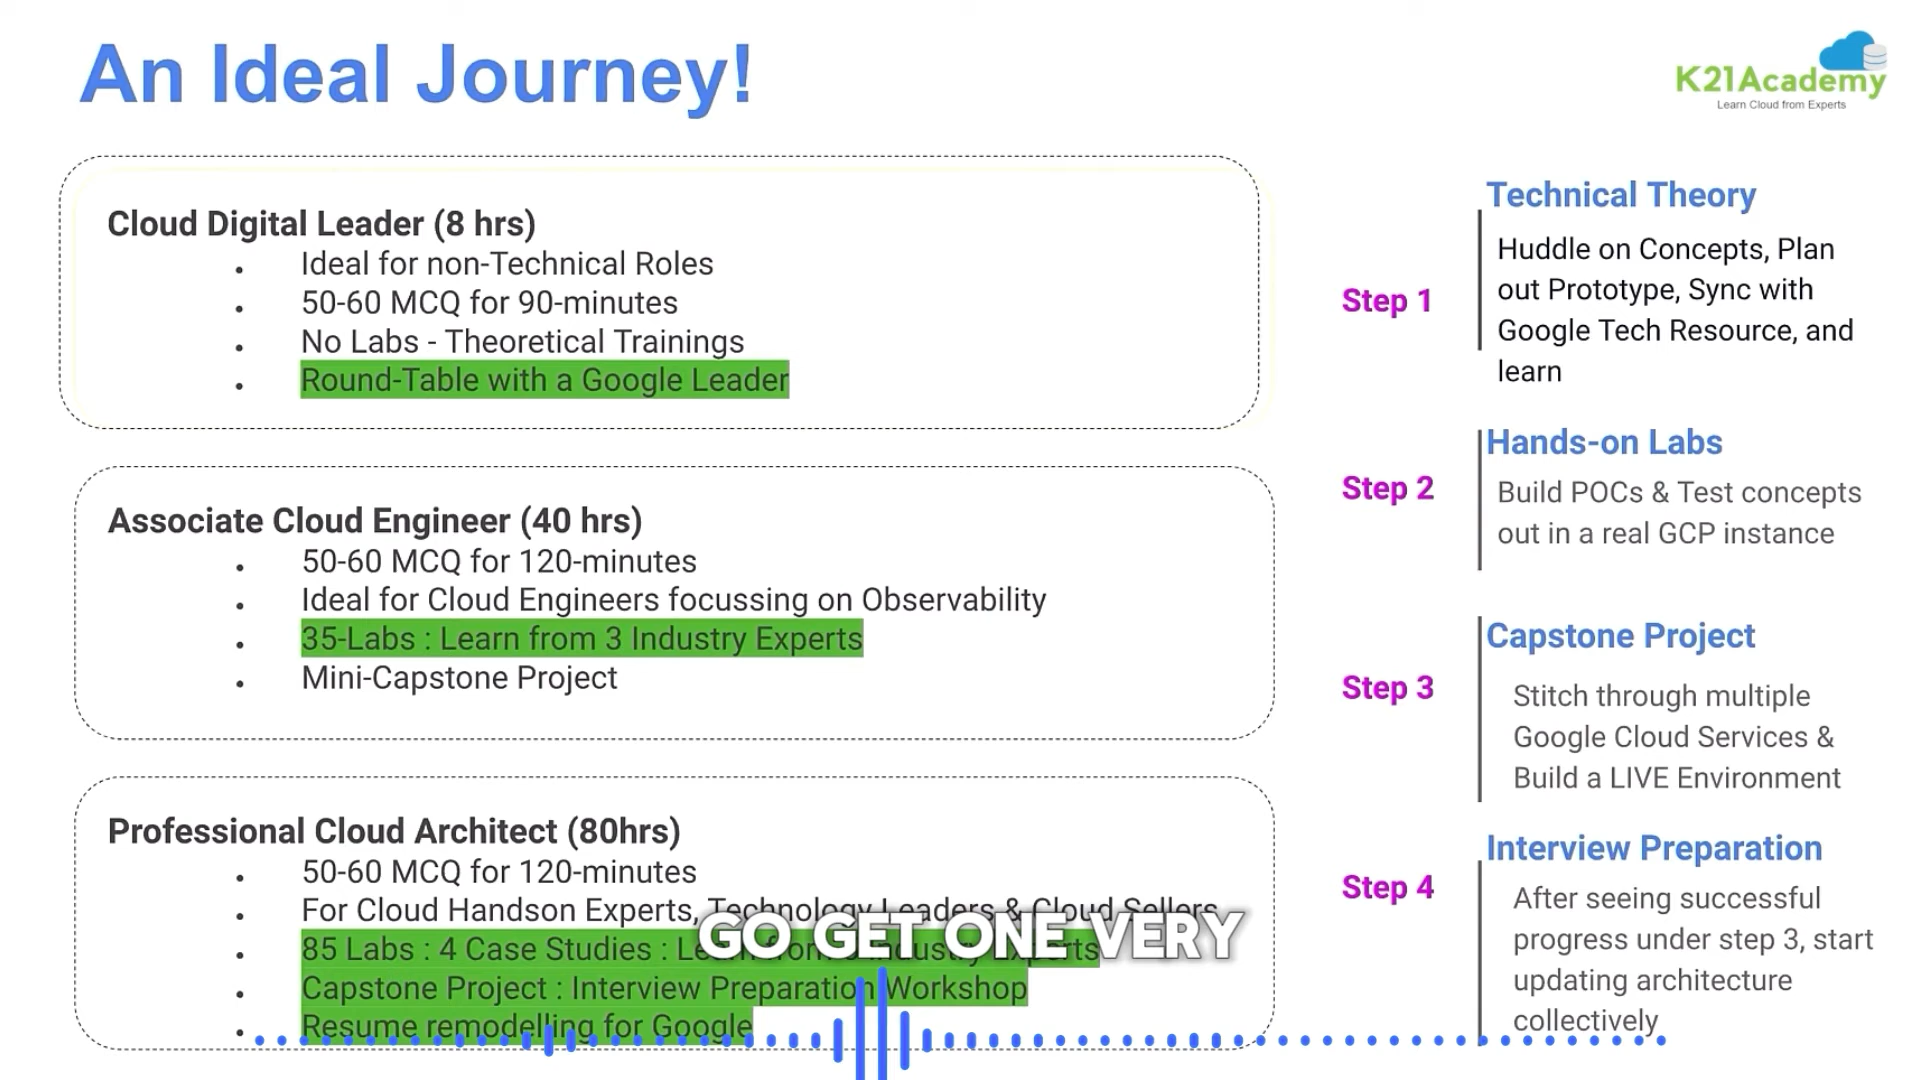 An Ideal Journey!
K21Academy
Learn Cloud from Experts
Cloud Digital Leader (8 hrs)
• Ideal for non-Technical Roles
• 50-60 MCQ for 90-minutes
• No Labs - Theoretical Trainings
• Round-Table with a Google Leader
Associate Cloud Engineer (40 hrs)
• 50-60 MCQ for 120-minutes
• Ideal for Cloud Engineers focussing on Observability
• 35-Labs : Learn from 3 Industry Experts
• Mini-Capstone Project
Professional Cloud Architect (80hrs)
• 50-60 MCQ for 120-minutes
• For Cloud Handson Experts, Technology Leaders & Cloud Sellers
• 85 Labs : 4 Case Studies : Learn from Industry Experts
• Capstone Project : Interview Preparation Workshop
• Resume remodelling for Google
GO GET ONE VERY
Step 1
Technical Theory
Huddle on Concepts, Plan
out Prototype, Sync with
Google Tech Resource, and
learn
Step 2
Hands-on Labs
Build POCs & Test concepts
out in a real GCP instance
Step 3
Capstone Project
Stitch through multiple
Google Cloud Services &
Build a LIVE Environment
Step 4
Interview Preparation
After seeing successful
progress under step 3, start
updating architecture
collectively